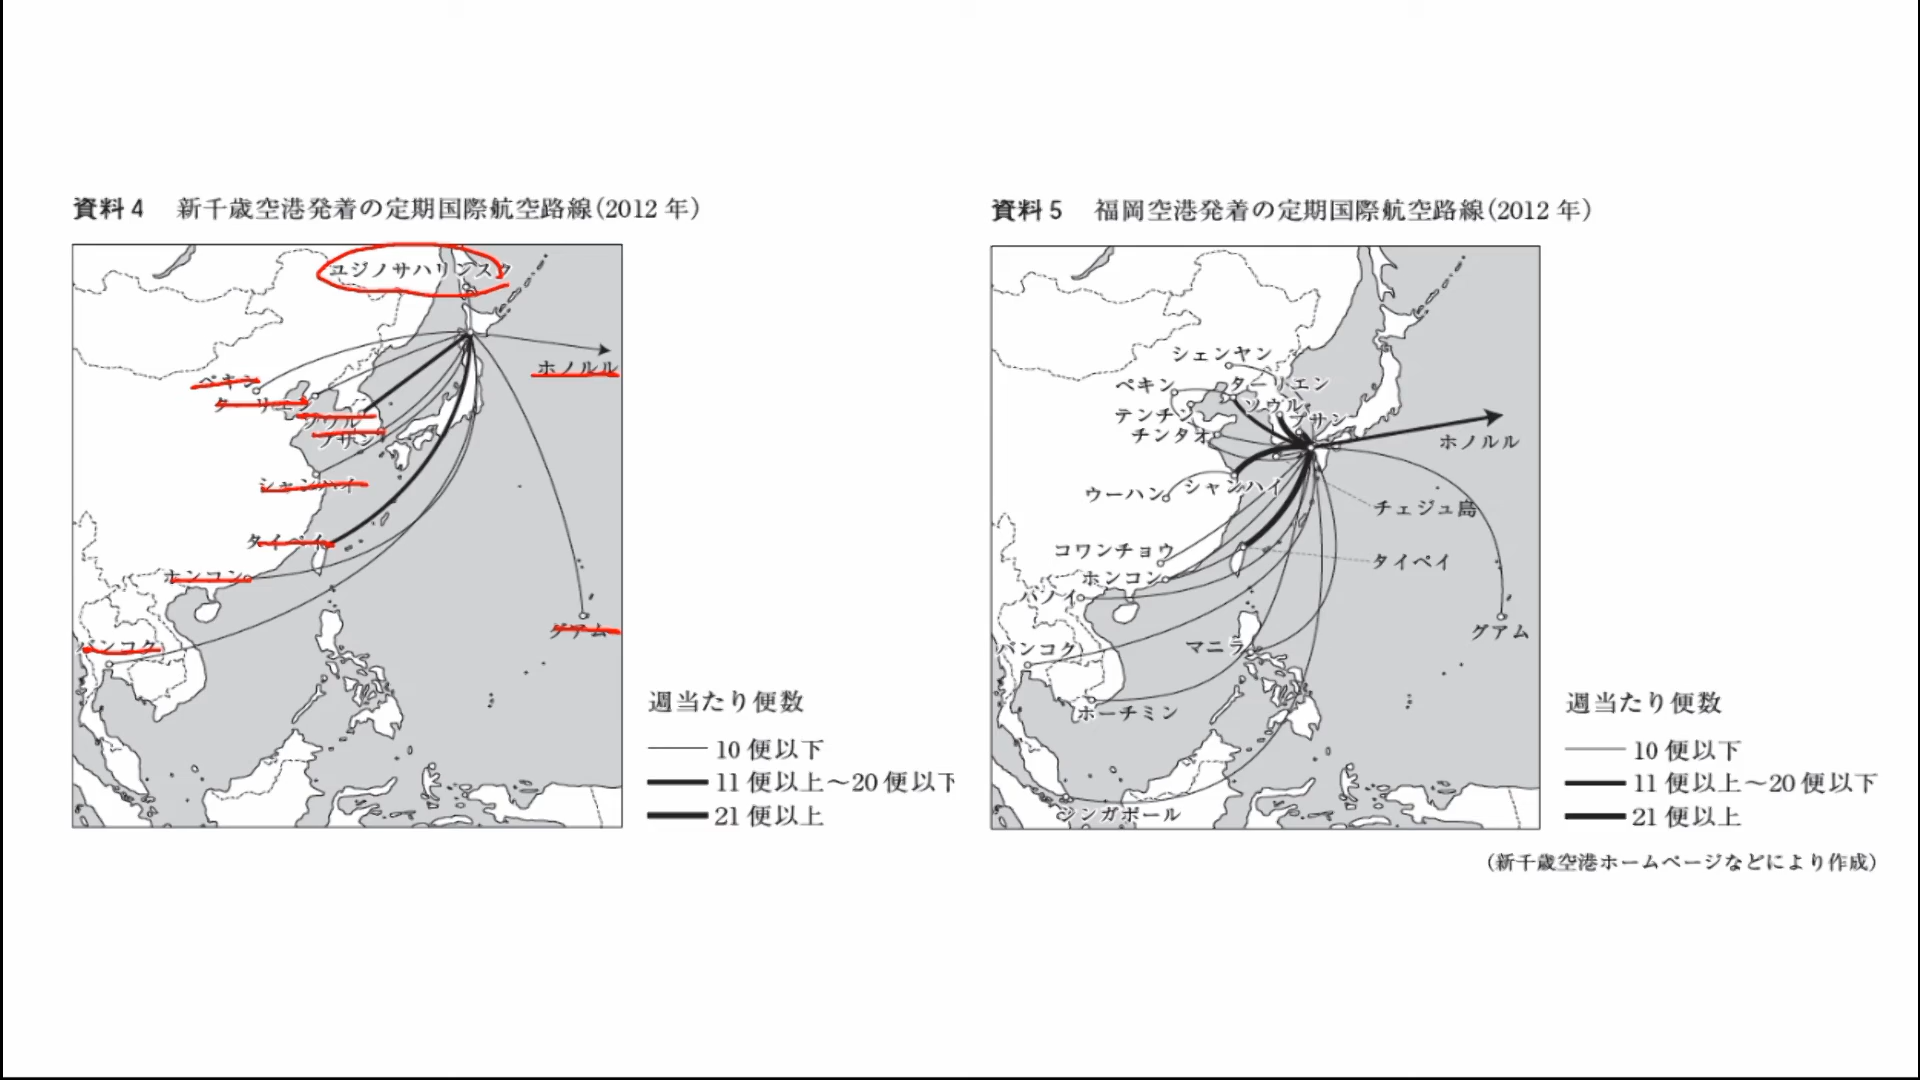 資料4 新千歳空港発着の定期国際航空路線(2012年)
ユジノサハリンスク
ホノルル
ペキン
ターリエン
ソウル
プサン
シャンハイ
タイペイ
ホンコン
グアム
バンコク
週当たり便数
10便以下
11便以上～20便以下
21便以上
資料5 福岡空港発着の定期国際航空路線(2012年)
シェンヤン
ペキン
ターリエン
ソウル
テンチン
プサン
チンタオ
ホノルル
ウーハン
シャンハイ
チェジュ島
コワンチョウ
タイペイ
ホンコン
ハノイ
グアム
マニラ
バンコク
ホーチミン
シンガポール
週当たり便数
10便以下
11便以上～20便以下
21便以上
(新千歳空港ホームページなどにより作成)